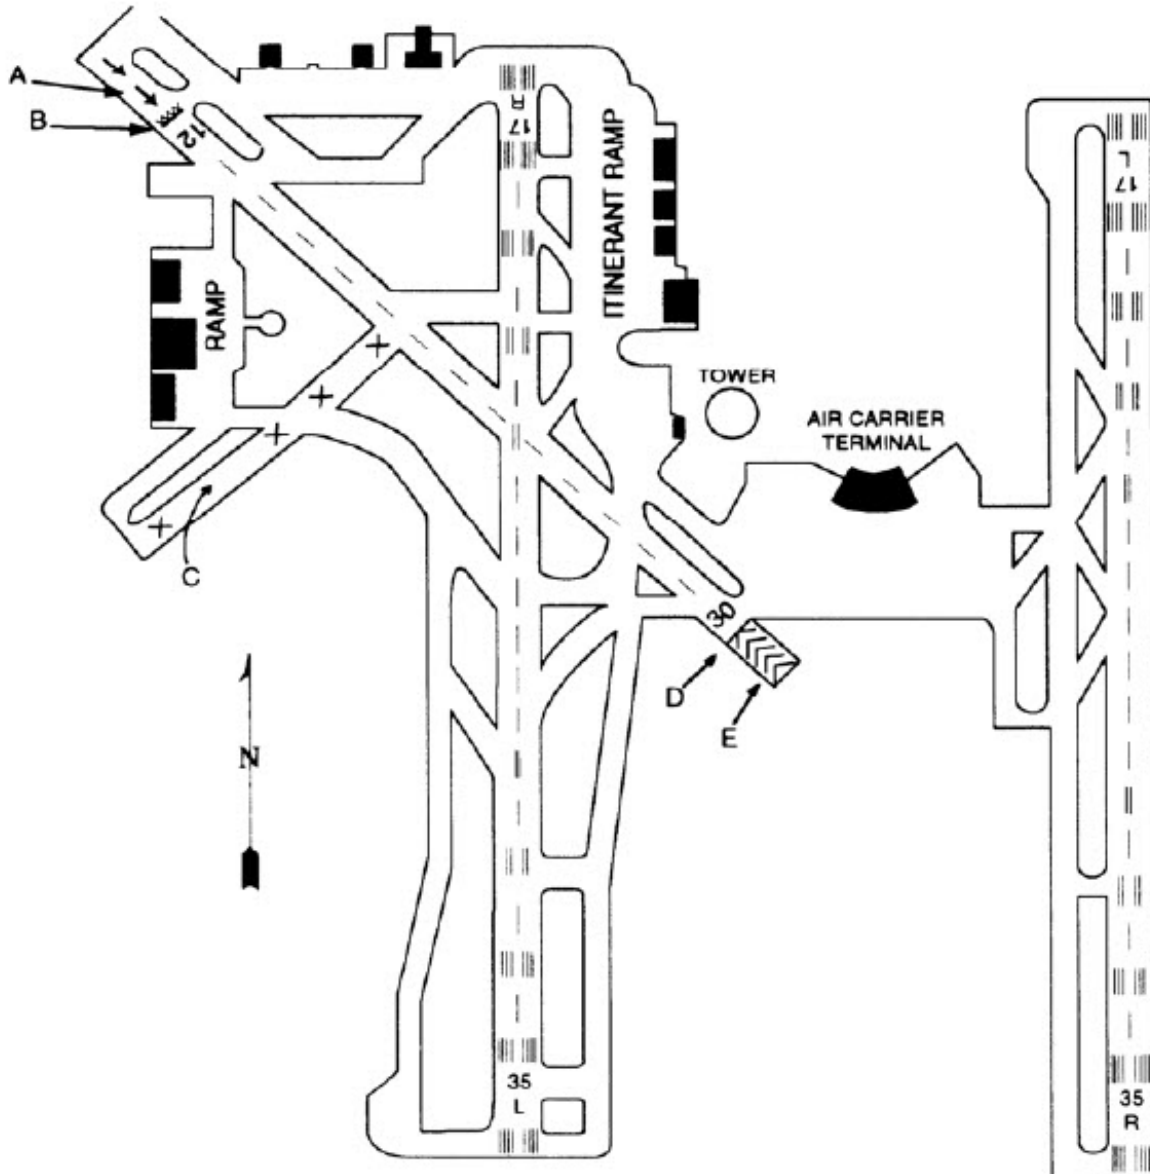 A
B
12
R
17
ITINERANT RAMP
L
17
RAMP
TOWER
AIR CARRIER
TERMINAL
C
30
D
E
N
35
L
35
R